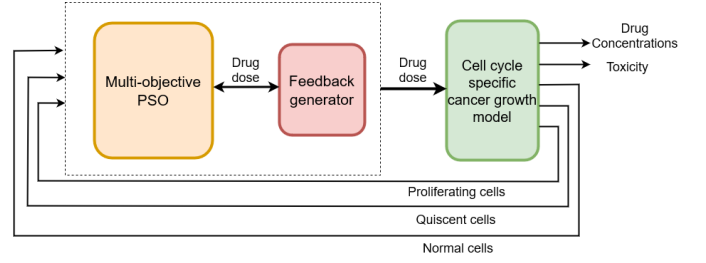 Multi-objective
PSO
Drug
dose
Feedback
generator
Drug
dose
Cell cycle
specific
cancer growth
model
Drug
Concentrations
Toxicity
Proliferating cells
Quiscent cells
Normal cells